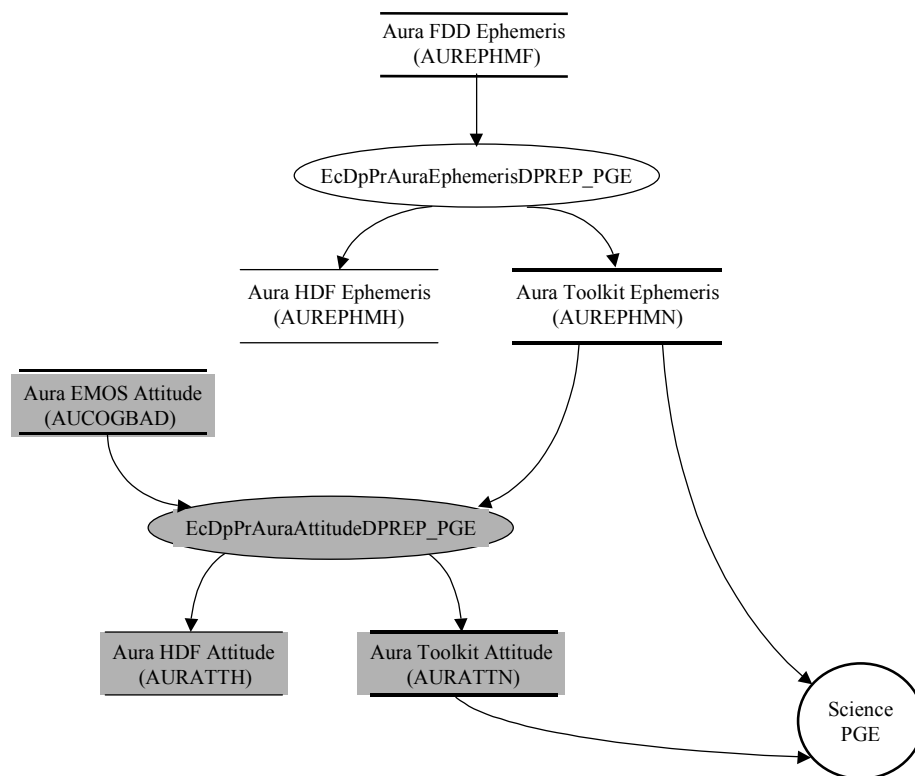 Aura FDD Ephemeris
(AUREPHMF)
EcDpPrAuraEphemerisDPREP_PGE
Aura HDF Ephemeris
(AUREPHMH)
Aura Toolkit Ephemeris
(AUREPHMN)
Aura EMOS Attitude
(AUCOGBAD)
EcDpPrAuraAttitudeDPREP_PGE
Aura HDF Attitude
(AURATTH)
Aura Toolkit Attitude
(AURATTN)
Science
PGE